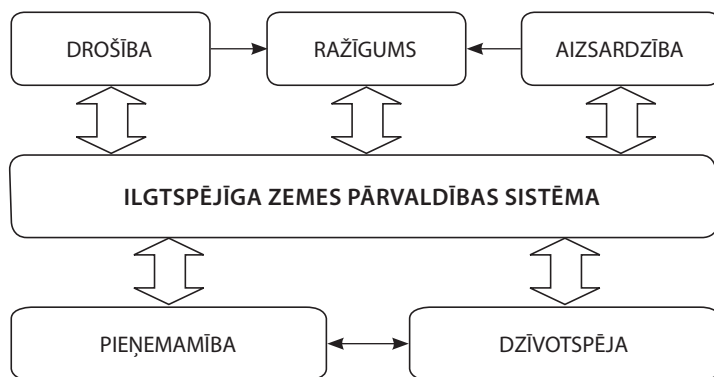 DROŠĪBA
RAŽĪGUMS
AIZSARDZĪBA
ILGTSPĒJĪGA ZEMES PĀRVALDĪBAS SISTĒMA
PIEŅEMAMĪBA
DZĪVOTSPĒJA